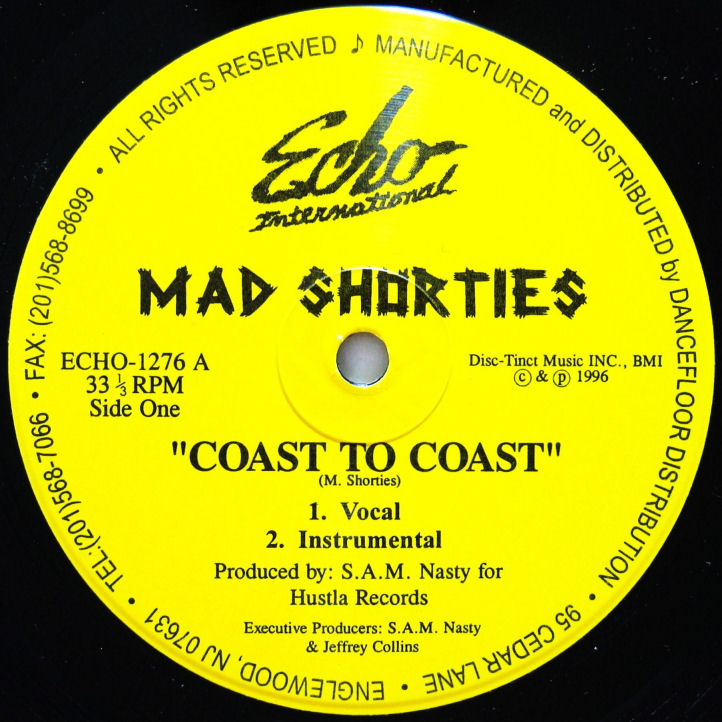 ALL RIGHTS RESERVED ♪ MANUFACTURED and DISTRIBUTED by DANCEFLOOR DISTRIBUTION • 95 CEDAR LANE • ENGLEWOOD, NJ 07631 • TEL:(201)568-7066 • FAX: (201)568-8699 •
Echo
International
MAD SHORTIES
ECHO-1276 A
33 ⅓ RPM
Side One
Disc-Tinct Music INC., BMI
© & ℗ 1996
"COAST TO COAST"
(M. Shorties)
1. Vocal
2. Instrumental
Produced by: S.A.M. Nasty for
Hustla Records
Executive Producers: S.A.M. Nasty
& Jeffrey Collins